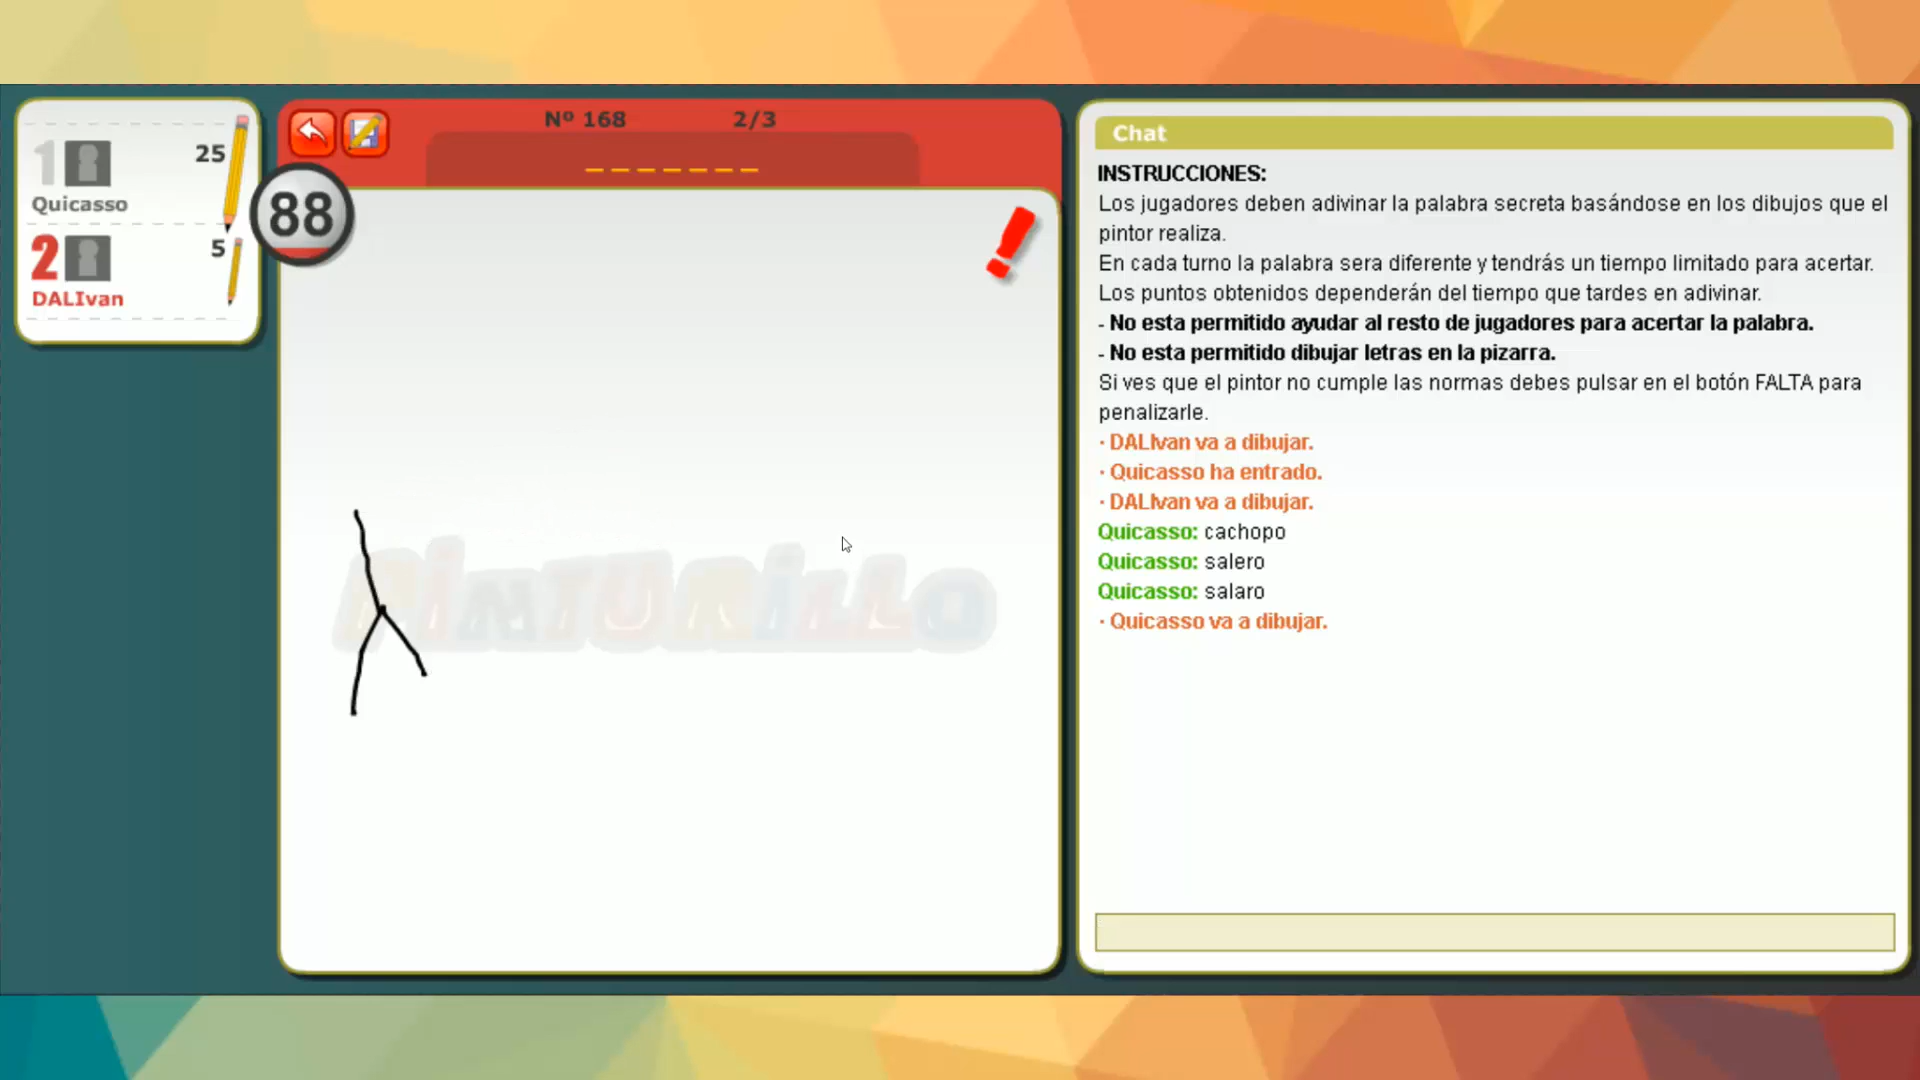 1
25
Quicasso
2
5
DALIvan
88
Nº 168
2/3
_ _ _ _ _ _ _
PINTURILLO
Chat
INSTRUCCIONES:
Los jugadores deben adivinar la palabra secreta basándose en los dibujos que el
pintor realiza.
En cada turno la palabra sera diferente y tendrás un tiempo limitado para acertar.
Los puntos obtenidos dependerán del tiempo que tardes en adivinar.
- No esta permitido ayudar al resto de jugadores para acertar la palabra.
- No esta permitido dibujar letras en la pizarra.
Si ves que el pintor no cumple las normas debes pulsar en el botón FALTA para
penalizarle.
· DALIvan va a dibujar.
· Quicasso ha entrado.
· DALIvan va a dibujar.
Quicasso: cachopo
Quicasso: salero
Quicasso: salaro
· Quicasso va a dibujar.